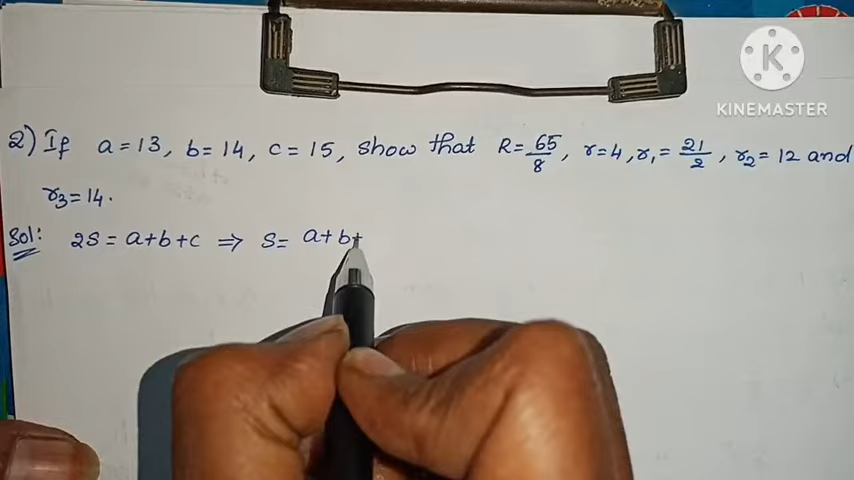 K
KINEMASTER
2) If a=13, b=14, c=15, show that R=65/8, r=4, r₁=21/2, r₂=12 and
r₃=14.
Sol: 2S=a+b+c ⇒ S= a+b+